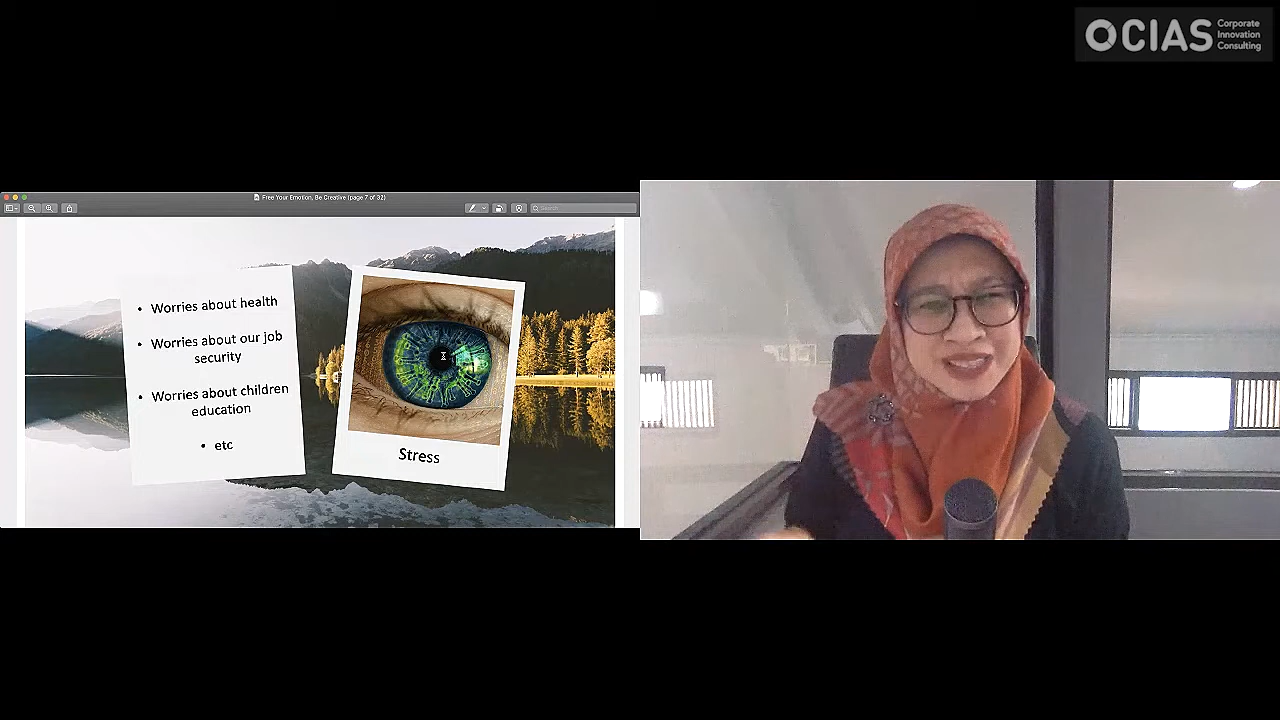 OCIAS Corporate
Innovation
Consulting
Free Your Emotion, Be Creative (page 7 of 32)
Search
• Worries about health
• Worries about our job
security
• Worries about children
education
• etc
Stress